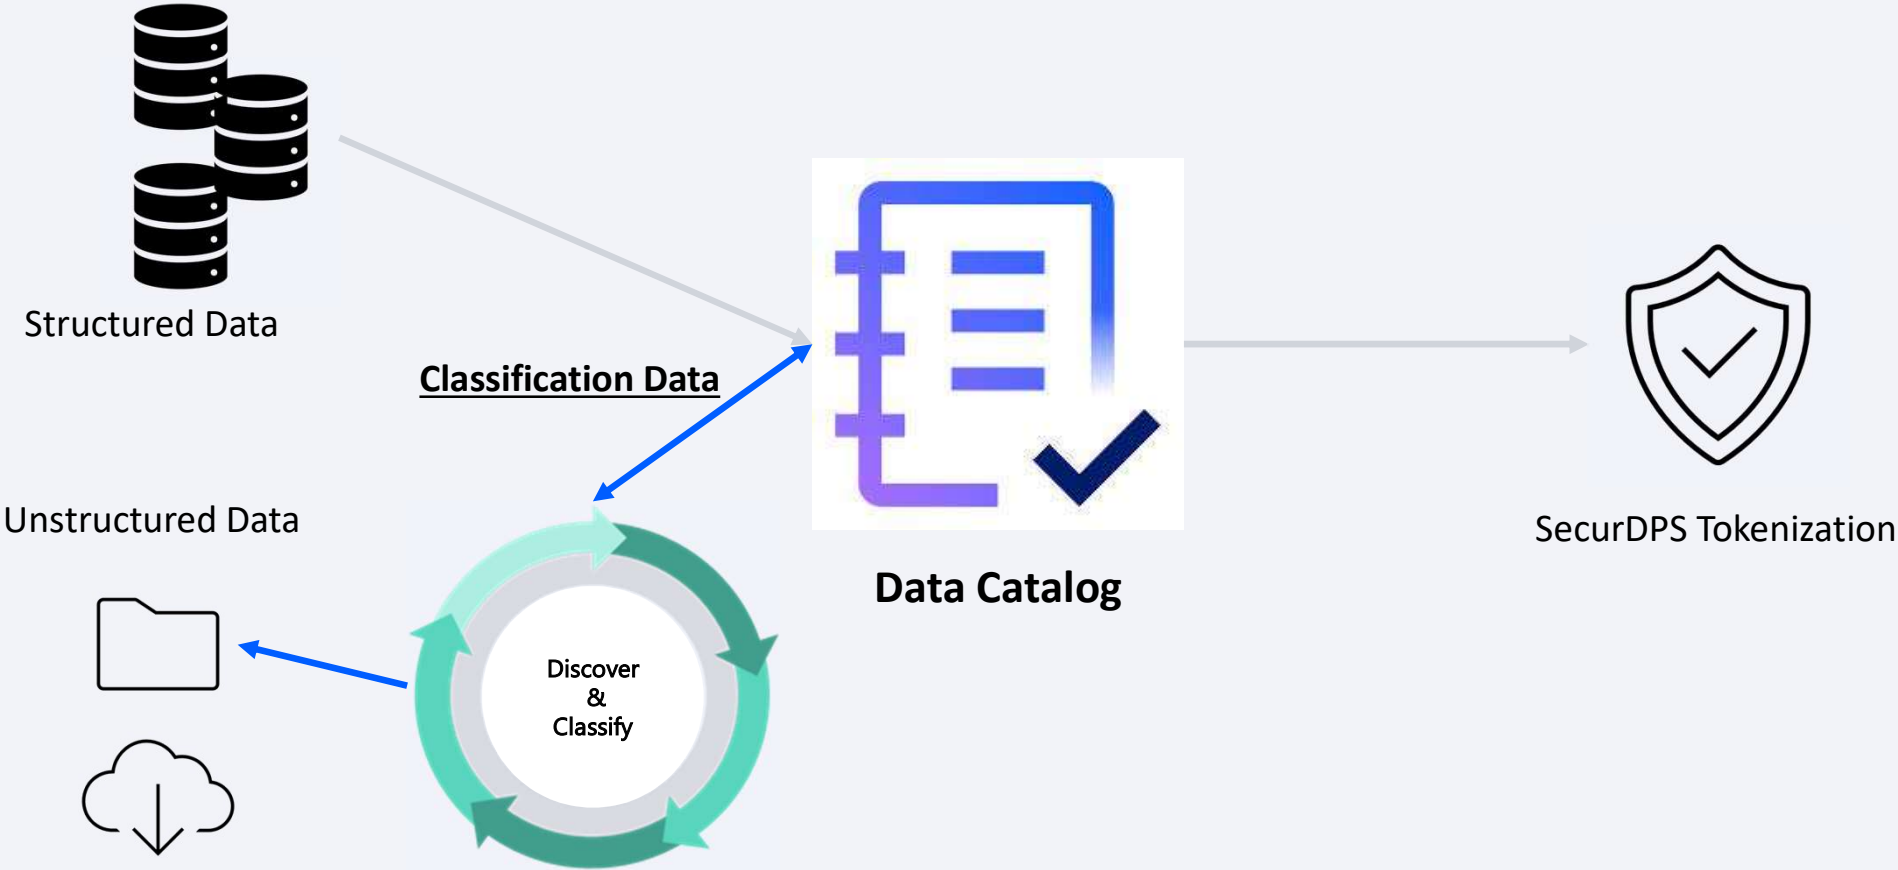 Structured Data
Classification Data
Unstructured Data
Discover
&
Classify
Data Catalog
SecurDPS Tokenization